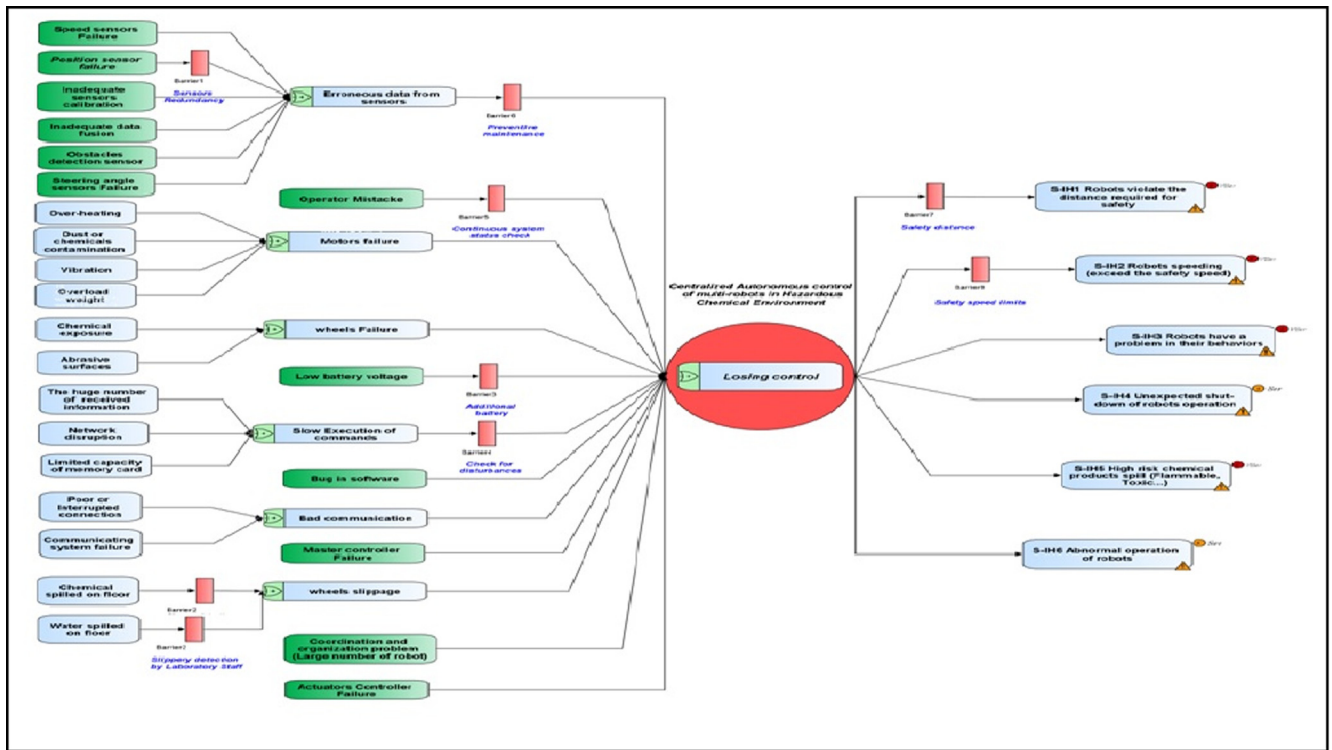 Speed sensors
Failure
Position sensor
failure
Barrier1
Sensors
Redundancy
Inadequate
sensors
calibration
Inadequate data
fusion
Obstacles
detection sensor
Steering angle
sensors Failure
Erroneous data from
sensors
Barrier6
Preventive
maintenance
Operator Mistacke
Barrier5
Continuous system
status check
Over-heating
Dust or
chemicals
contamination
Vibration
Overload
weight
Motors failure
Chemical
exposure
Abrasive
surfaces
wheels Failure
Low battery voltage
Barrier3
Additional
battery
The huge number
of received
information
Network
disruption
Limited capacity
of memory card
Slow Execution of
commands
Barrier4
Check for
disturbances
Bug in software
Poor or
Interrupted
connection
Communicating
system failure
Bad communication
Master controller
Failure
Chemical
spilled on floor
Barrier2
Water spilled
on floor
Barrier2
Slippery detection
by Laboratory Staff
wheels slippage
Coordination and
organization problem
(Large number of robot)
Actuators Controller
Failure
Centralized Autonomous control
of multi-robots in Hazardous
Chemical Environment
Losing control
Barrier7
Safety distance
S-IH1 Robots violate the
distance required for
safety
Barrier8
Safety speed limits
S-IH2 Robots speeding
(exceed the safety speed)
S-IH3 Robots have a
problem in their behaviors
S-IH4 Unexpected shut-
down of robots operation
S-IH5 High risk chemical
products spill (Flammable,
Toxic...)
S-IH6 Abnormal operation
of robots